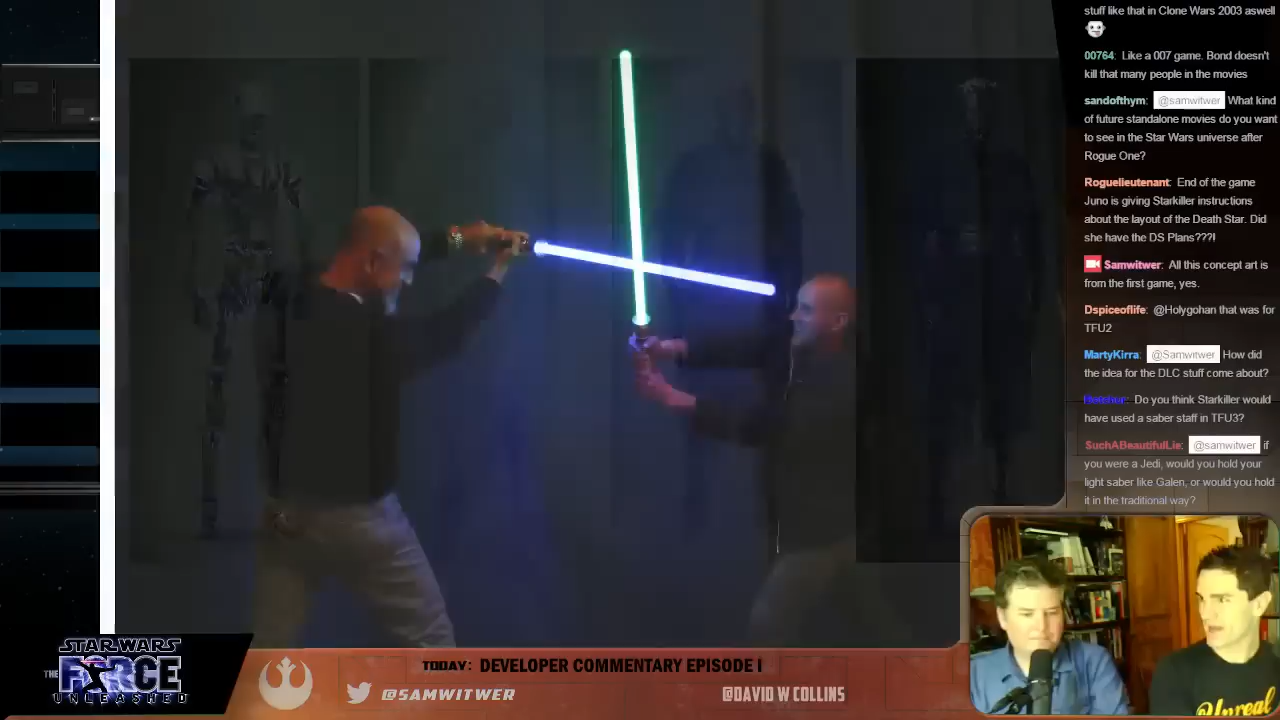 stuff like that in Clone Wars 2003 aswell
00764: Like a 007 game. Bond doesn't
kill that many people in the movies
sandofthym: @samwitwer What kind
of future standalone movies do you want
to see in the Star Wars universe after
Rogue One?
Roguelieutenant: End of the game
Juno is giving Starkiller instructions
about the layout of the Death Star. Did
she have the DS Plans???!
Samwitwer: All this concept art is
from the first game, yes.
Dspiceoflife: @Holygohan that was for
TFU2
MartyKirra: @Samwitwer How did
the idea for the DLC stuff come about?
Do you think Starkiller would
have used a saber staff in TFU3?
SuchABeautifulLie: @samwitwer if
you were a Jedi, would you hold your
light saber like Galen, or would you hold
it in the traditional way?
Unreal
STAR WARS
THE FORCE
UNLEASHED
TODAY: DEVELOPER COMMENTARY EPISODE I
@SAMWITWER
@DAVID W COLLINS